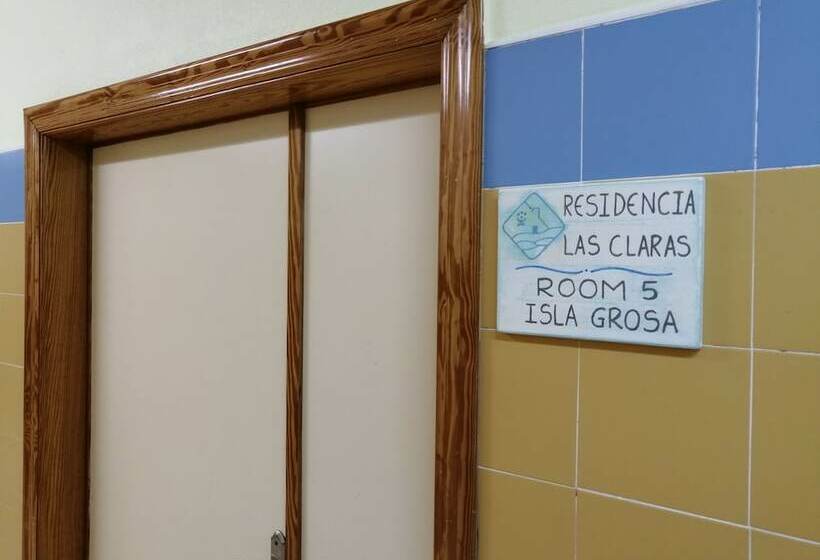 RESIDENCIA
LAS CLARAS
ROOM 5
ISLA GROSA